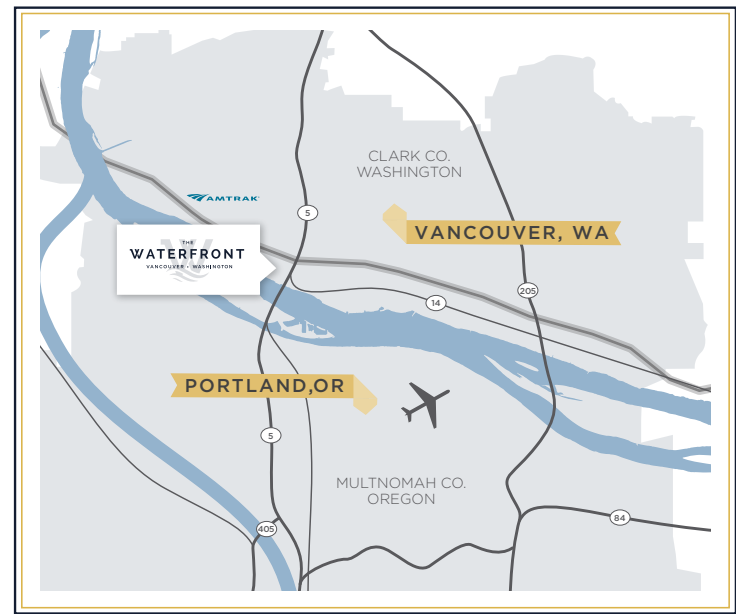 CLARK CO.
WASHINGTON
AMTRAK
5
VANCOUVER, WA
THE
WATERFRONT
VANCOUVER • WASHINGTON
205
14
PORTLAND,OR
5
MULTNOMAH CO.
OREGON
84
405